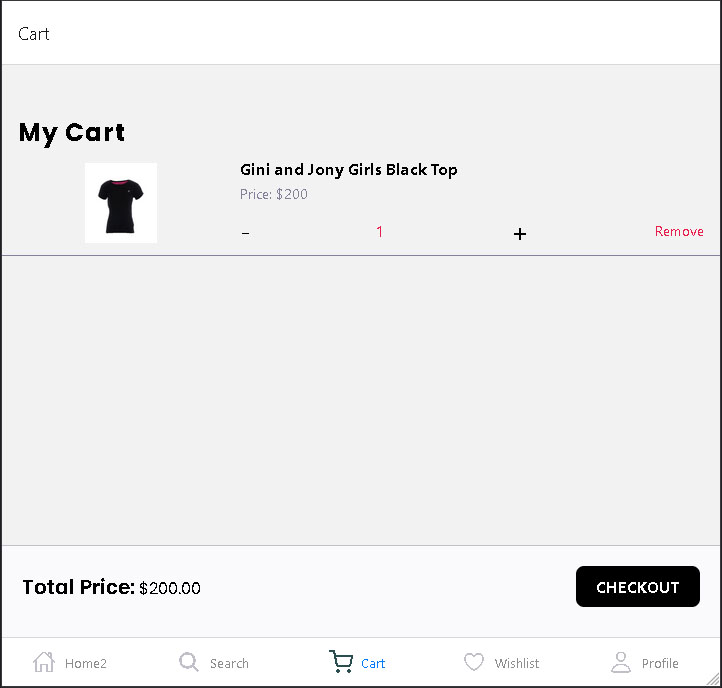 Cart
My Cart
Gini and Jony Girls Black Top
Price: $200
- 1 + Remove
Total Price: $200.00 CHECKOUT
Home2 Search Cart Wishlist Profile